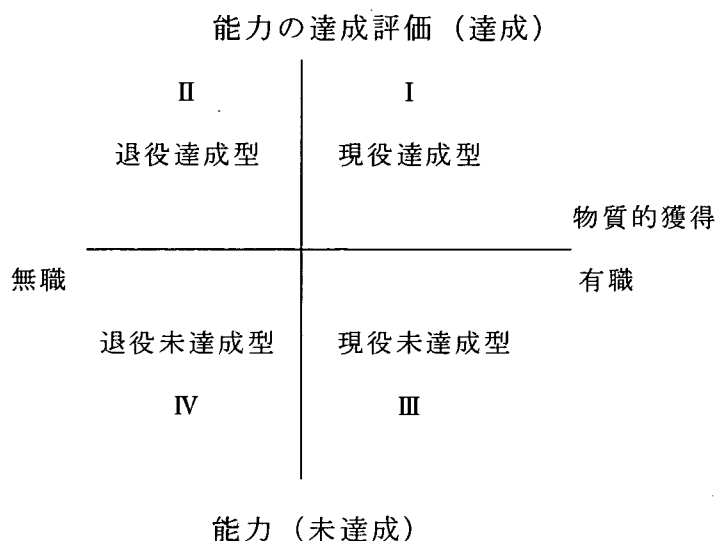 能力の達成評価（達成）
Ⅱ
Ⅰ
退役達成型
現役達成型
物質的獲得
無職
有職
退役未達成型
現役未達成型
Ⅳ
Ⅲ
能力（未達成）